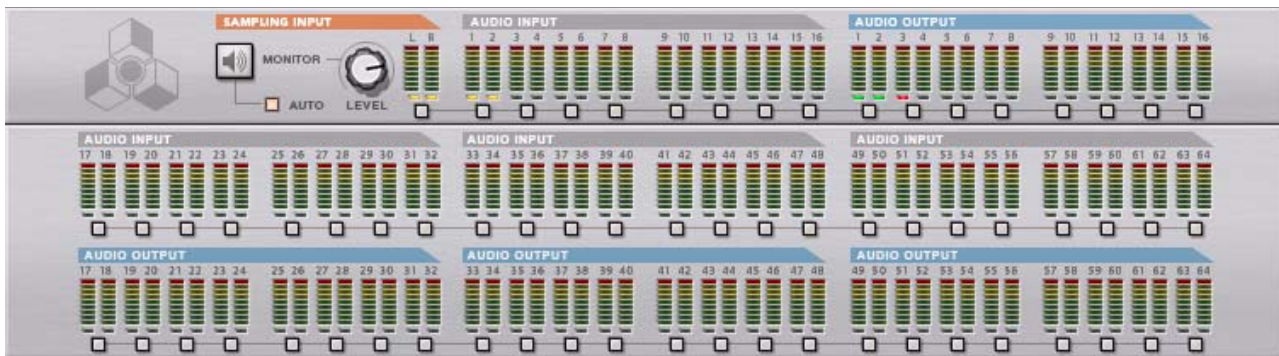 SAMPLING INPUT AUDIO INPUT AUDIO OUTPUT
L R 1 2 3 4 5 6 7 8 9 10 11 12 13 14 15 16 1 2 3 4 5 6 7 8 9 10 11 12 13 14 15 16
MONITOR
AUTO LEVEL
AUDIO INPUT AUDIO INPUT AUDIO INPUT
17 18 19 20 21 22 23 24 25 26 27 28 29 30 31 32 33 34 35 36 37 38 39 40 41 42 43 44 45 46 47 48 49 50 51 52 53 54 55 56 57 58 59 60 61 62 63 64
AUDIO OUTPUT AUDIO OUTPUT AUDIO OUTPUT
17 18 19 20 21 22 23 24 25 26 27 28 29 30 31 32 33 34 35 36 37 38 39 40 41 42 43 44 45 46 47 48 49 50 51 52 53 54 55 56 57 58 59 60 61 62 63 64